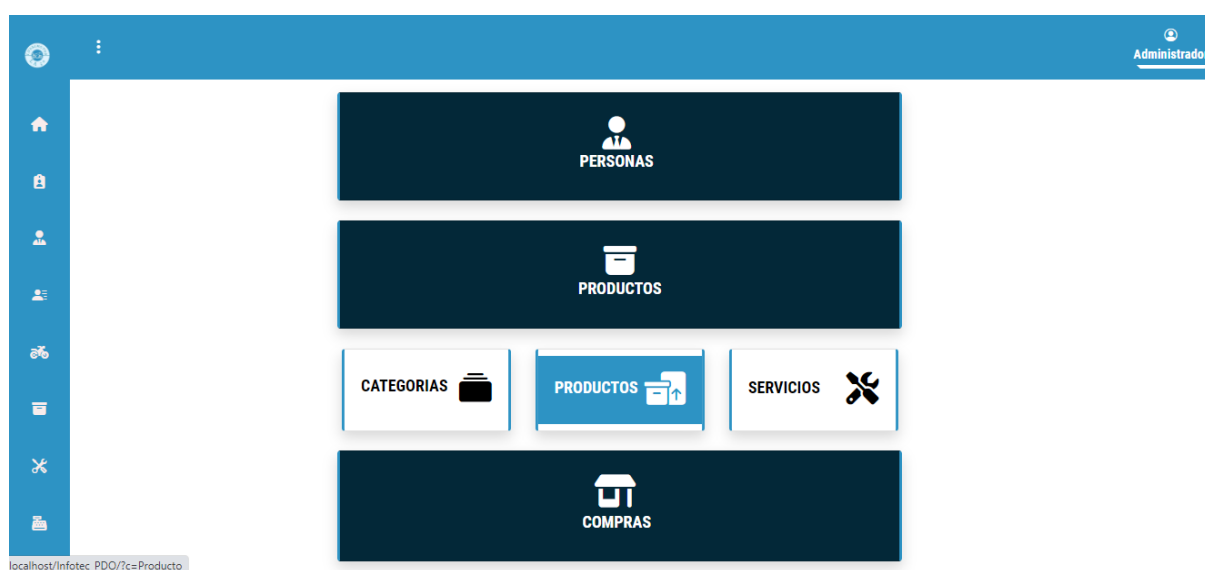 Administrador
PERSONAS
PRODUCTOS
CATEGORIAS
PRODUCTOS
SERVICIOS
COMPRAS
localhost/Infotec_PDO/?c=Producto